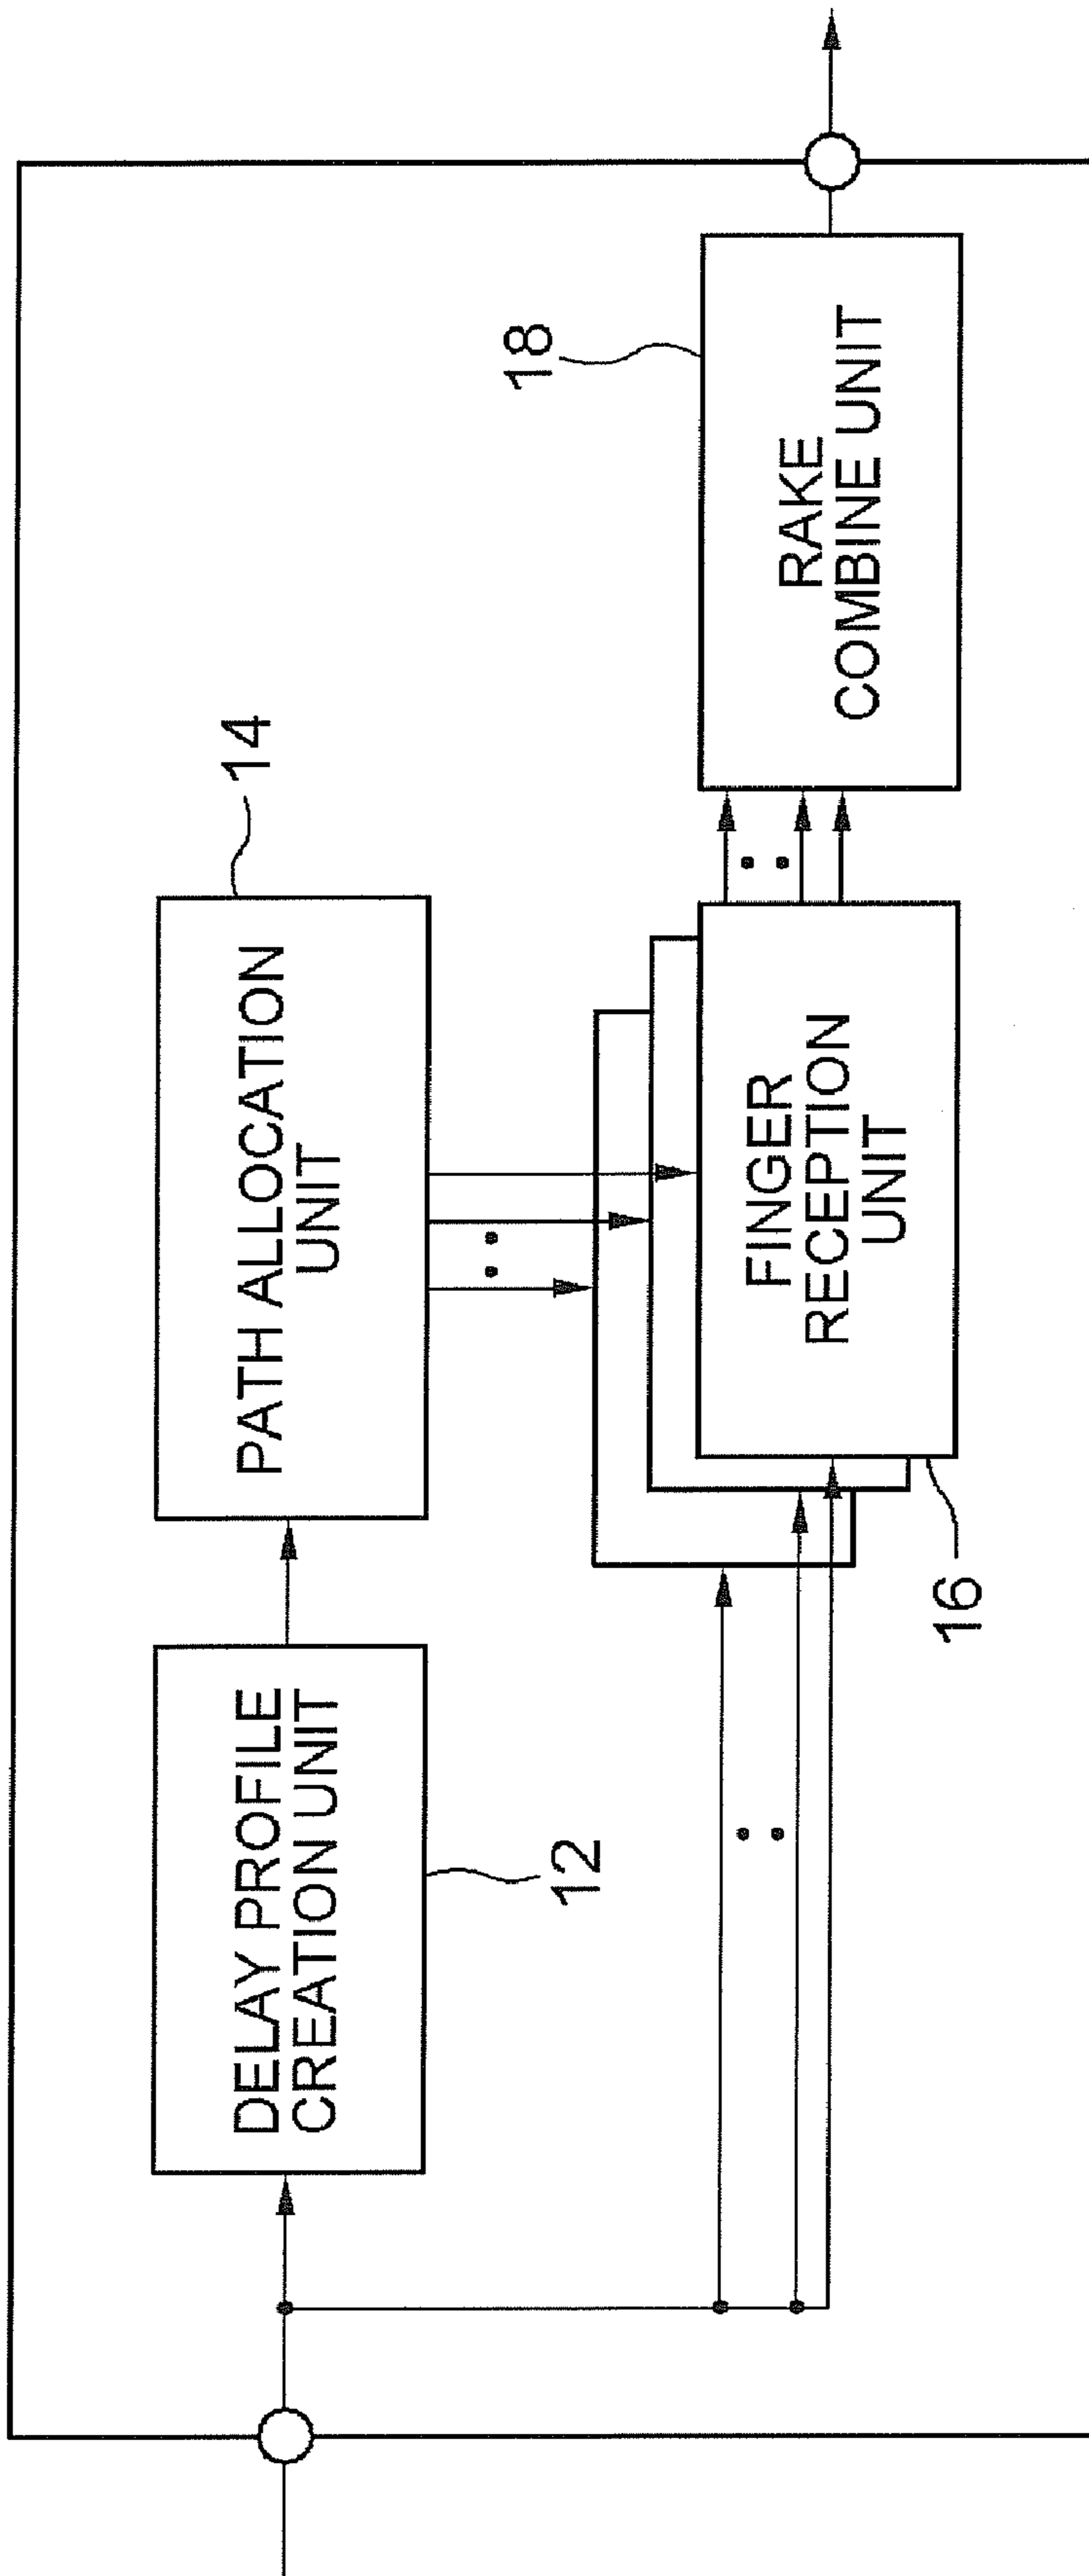 DELAY PROFILE
CREATION UNIT
12
PATH ALLOCATION
UNIT
14
FINGER
RECEPTION
UNIT
16
RAKE
COMBINE UNIT
18